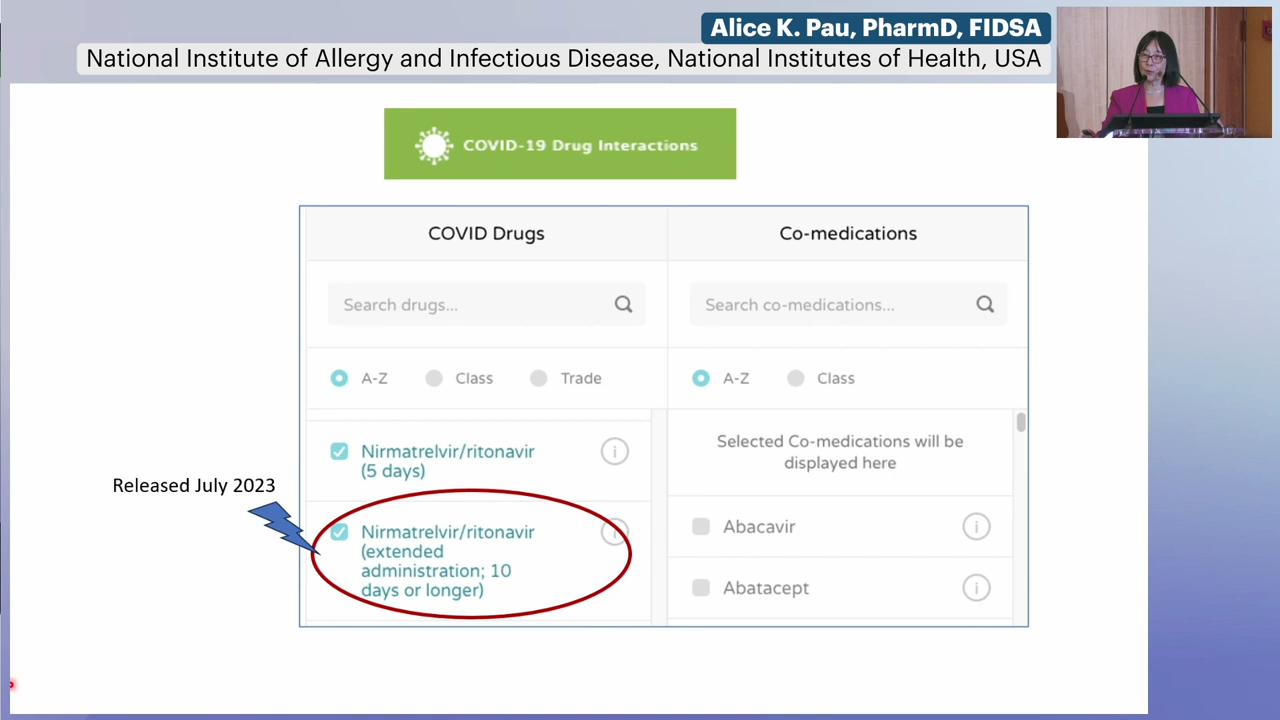 Alice K. Pau, PharmD, FIDSA
National Institute of Allergy and Infectious Disease, National Institutes of Health, USA
COVID-19 Drug Interactions
COVID Drugs
Co-medications
Search drugs...
Search co-medications...
A-Z
Class
Trade
A-Z
Class
Nirmatrelvir/ritonavir
(5 days)
Selected Co-medications will be
displayed here
Released July 2023
Nirmatrelvir/ritonavir
(extended
administration; 10
days or longer)
Abacavir
Abatacept